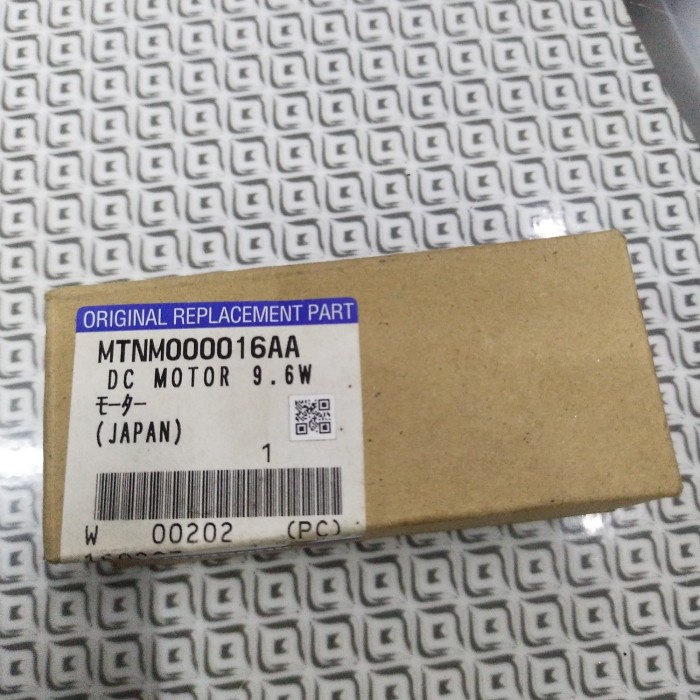 ORIGINAL REPLACEMENT PART
MTNM000016AA
DC MOTOR 9.6W
モーター
(JAPAN)
1
W 00202 (PC)